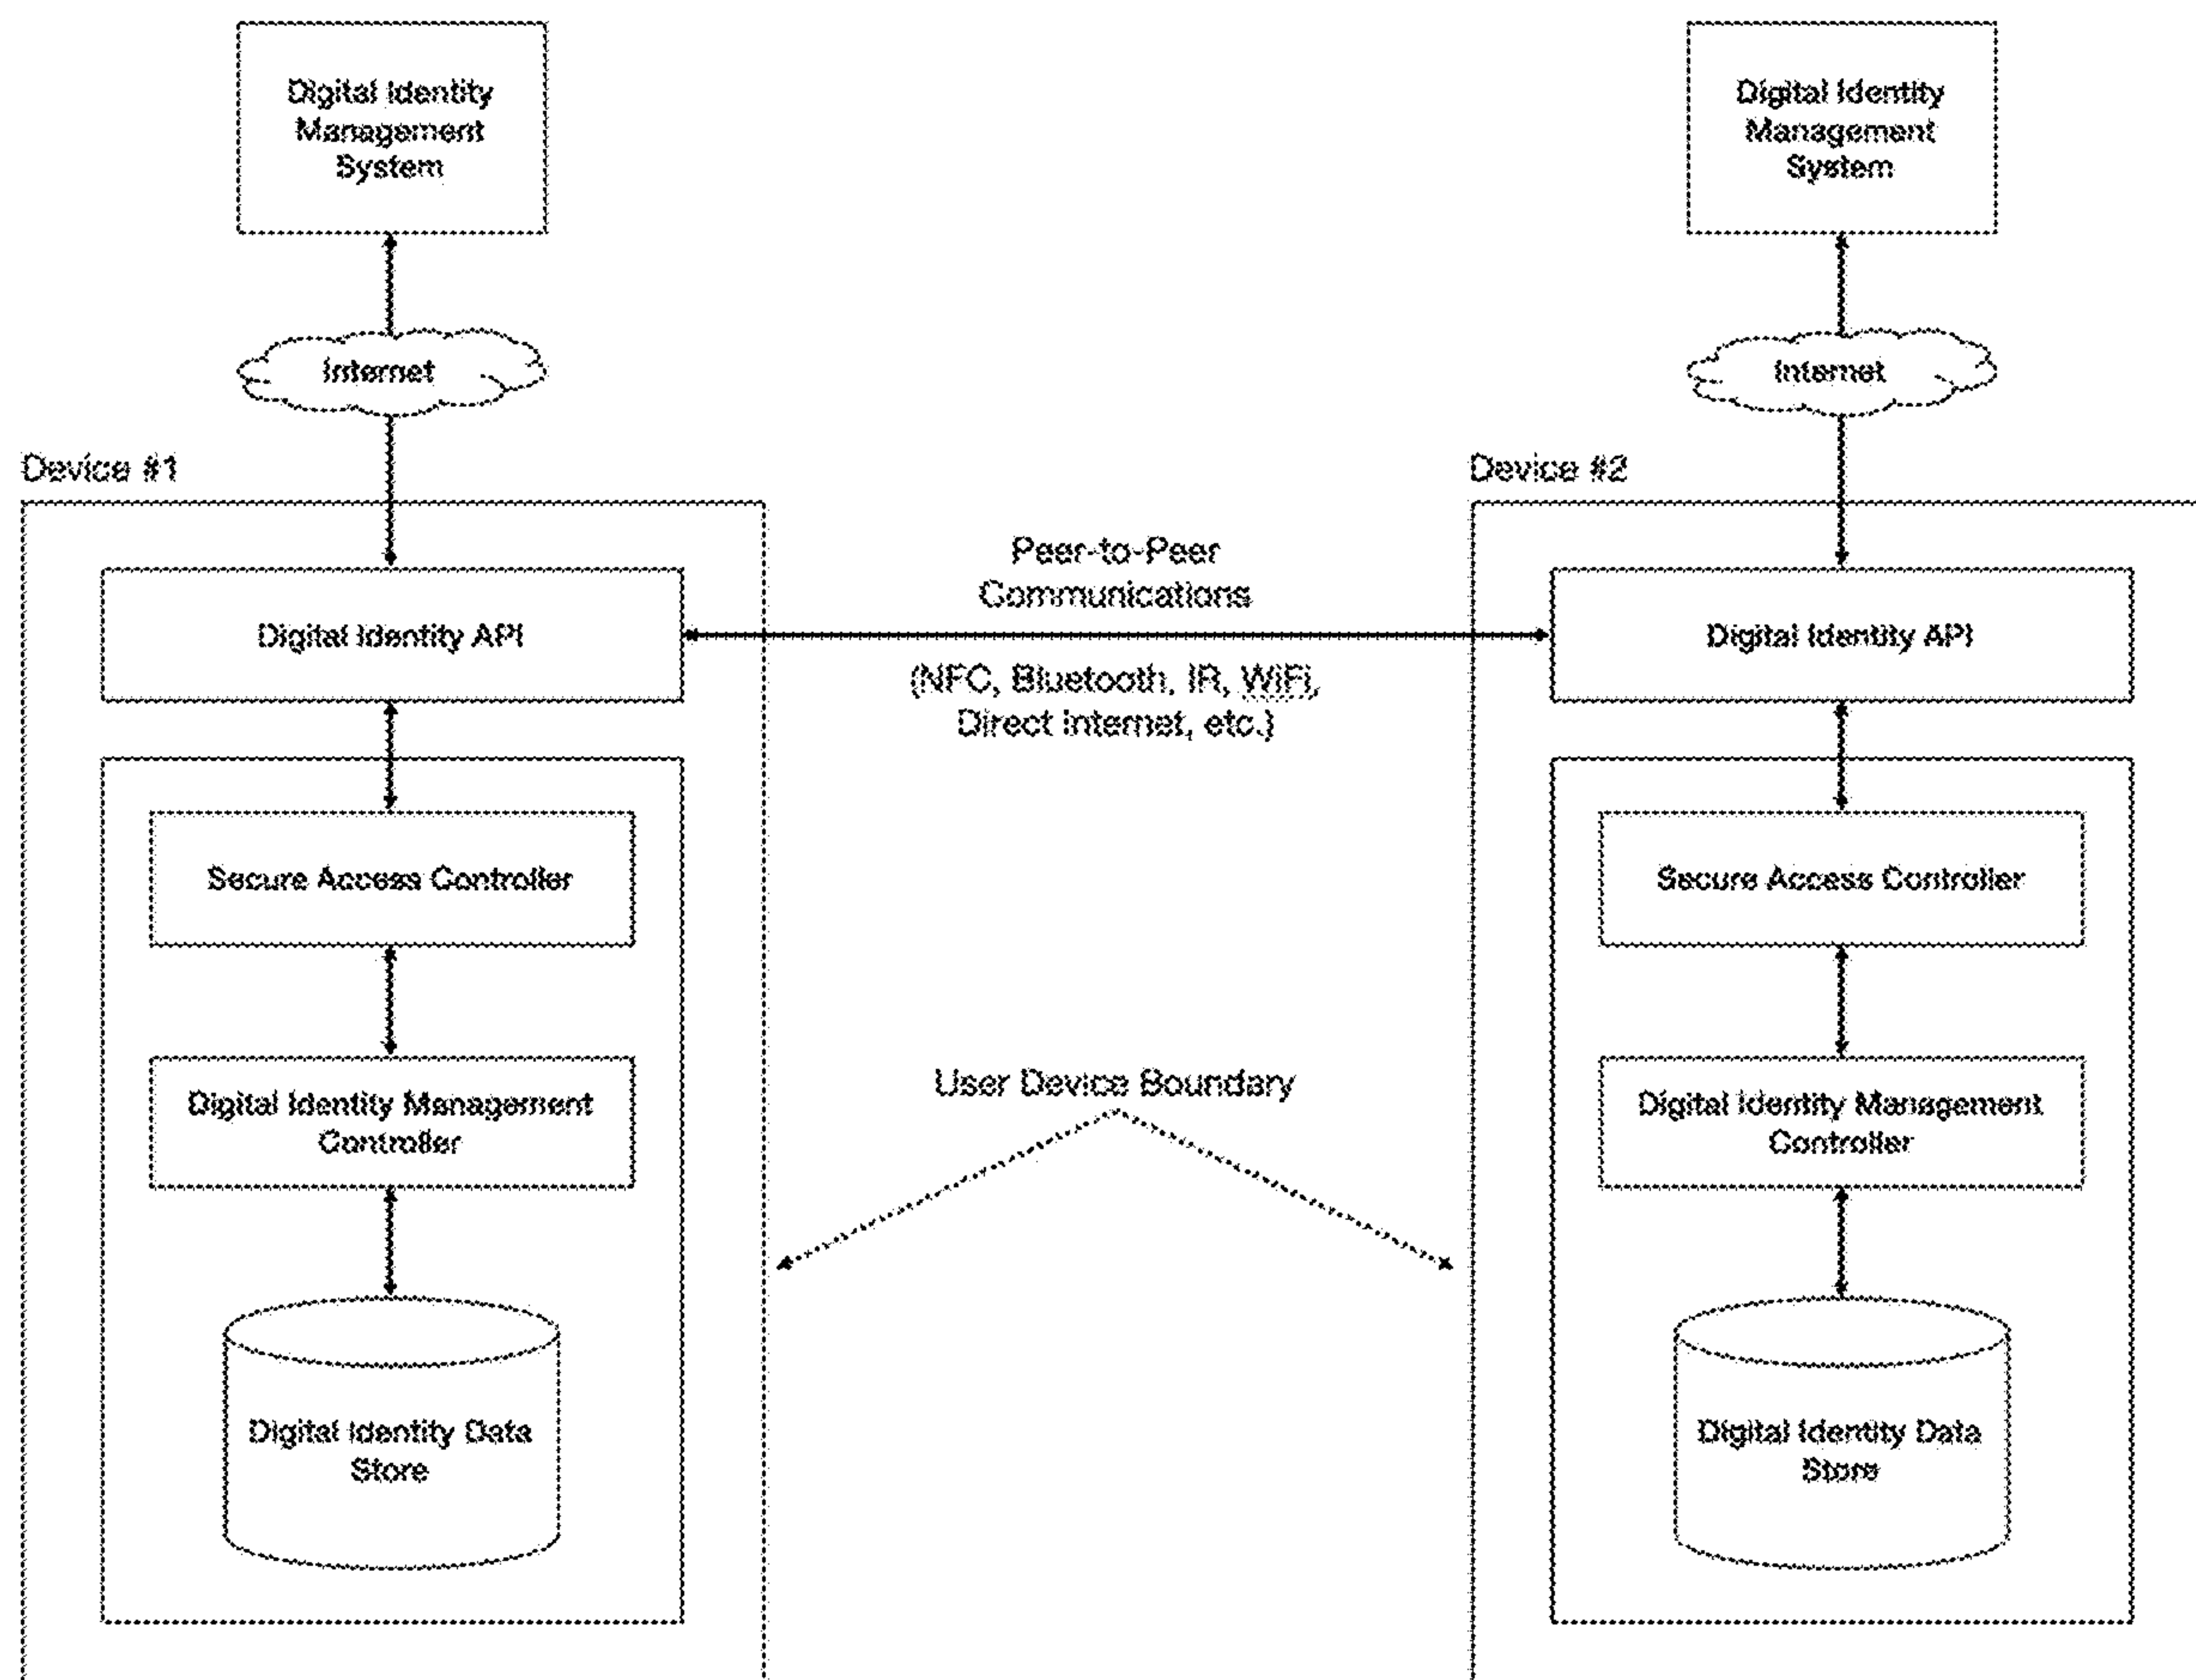 Digital Identity
Management
System
Internet
Device #1
Digital Identity API
Secure Access Controller
Digital Identity Management
Controller
Digital Identity Data
Store
Peer-to-Peer
Communications
(NFC, Bluetooth, IR, WiFi,
Direct Internet, etc.)
User Device Boundary
Digital Identity
Management
System
Internet
Device #2
Digital Identity API
Secure Access Controller
Digital Identity Management
Controller
Digital Identity Data
Store